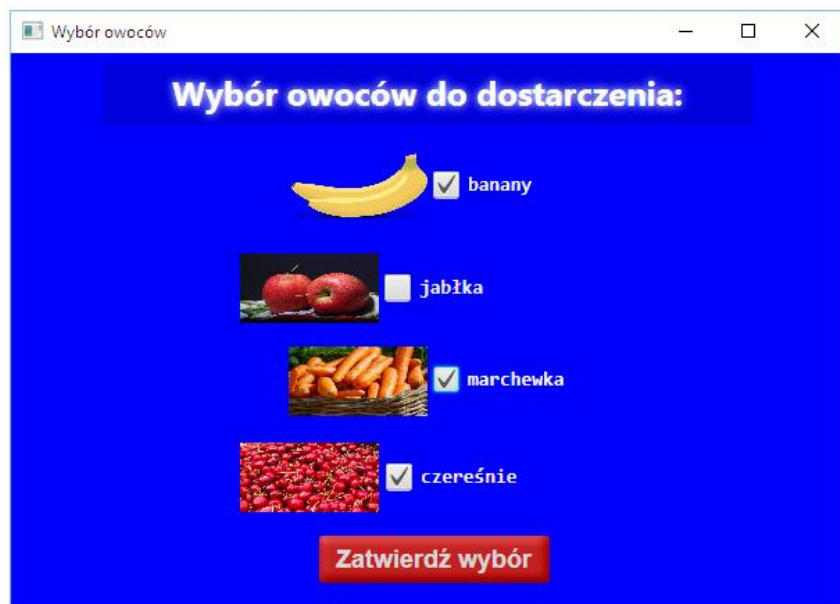 Wybór owoców
Wybór owoców do dostarczenia:
banany
jabłka
marchewka
czereśnie
Zatwierdź wybór